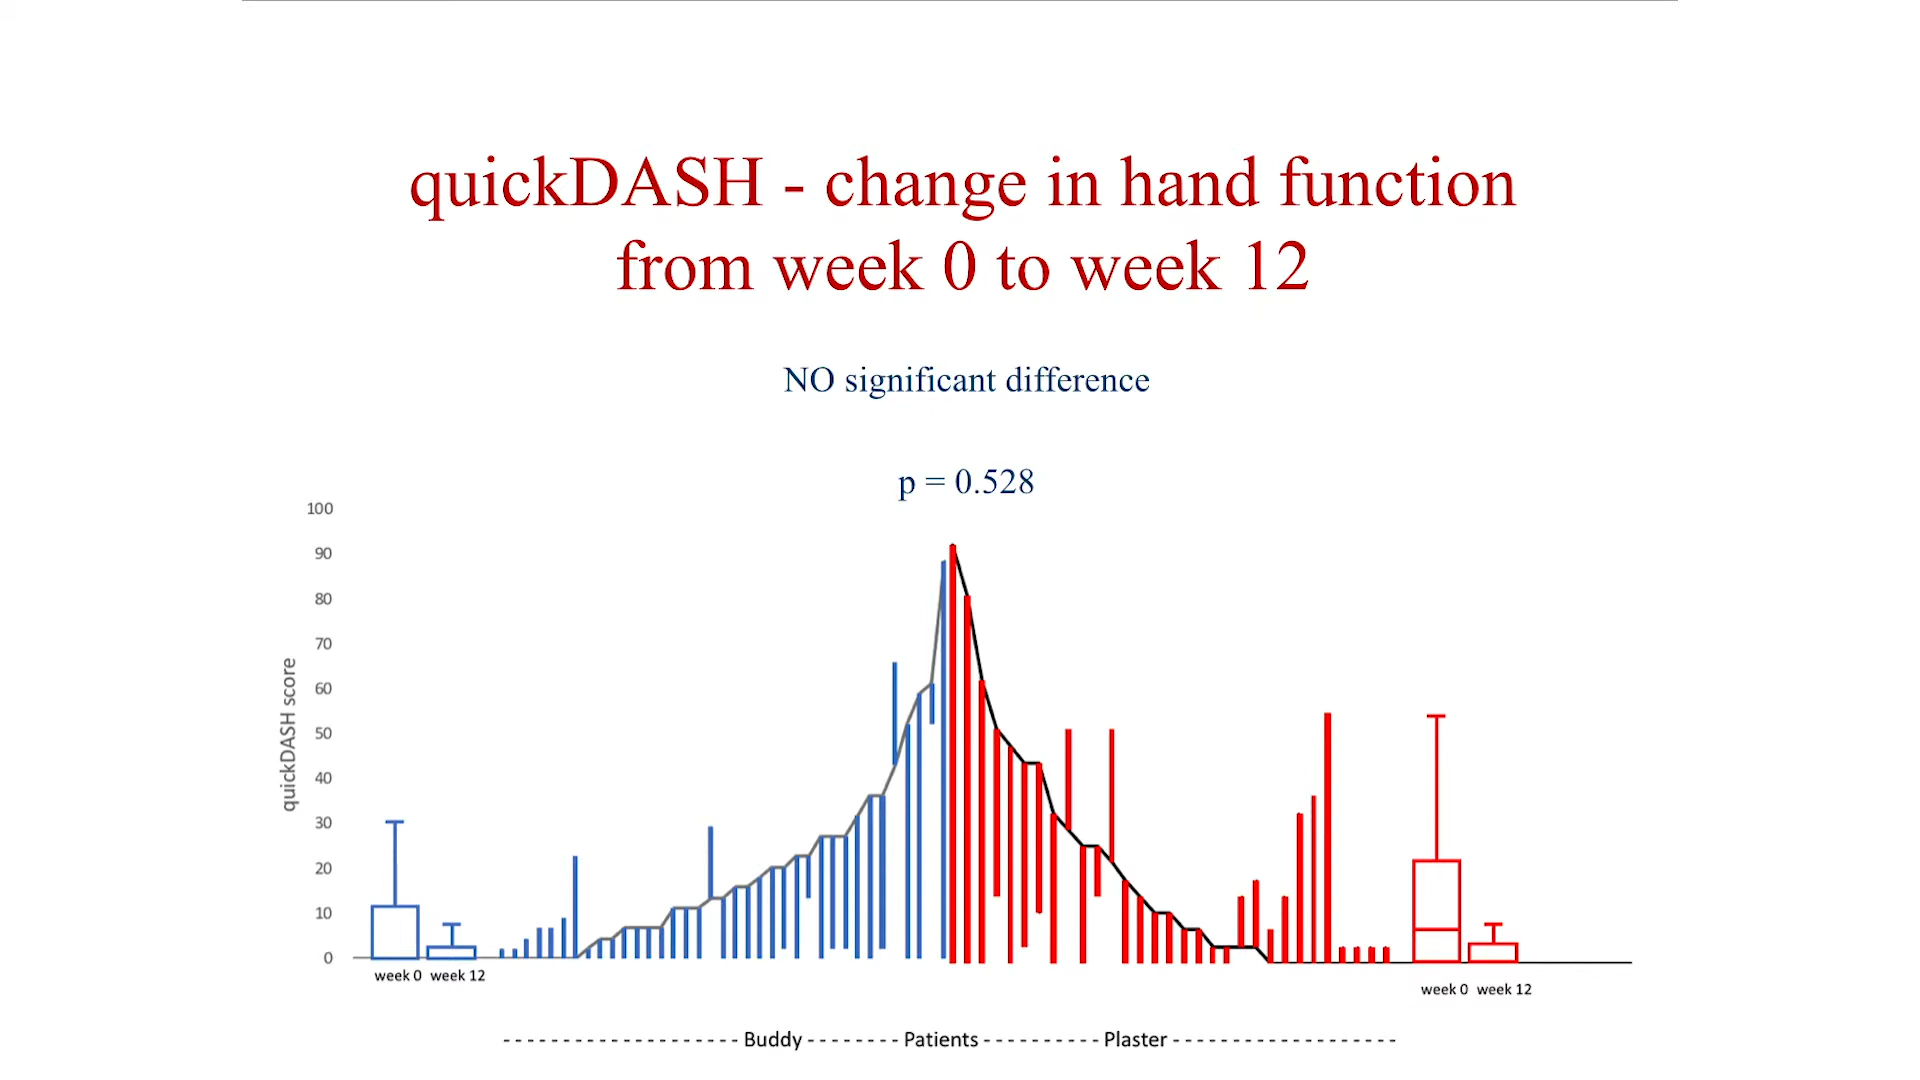 quickDASH - change in hand function
from week 0 to week 12
NO significant difference
p = 0.528
100
90
80
70
60
50
40
30
20
10
0
quickDASH score
week 0 week 12
week 0 week 12
- - - - - - - - - - - - - - - - - - - - Buddy - - - - - - - - Patients - - - - - - - - - - Plaster - - - - - - - - - - - - - - - - - - -